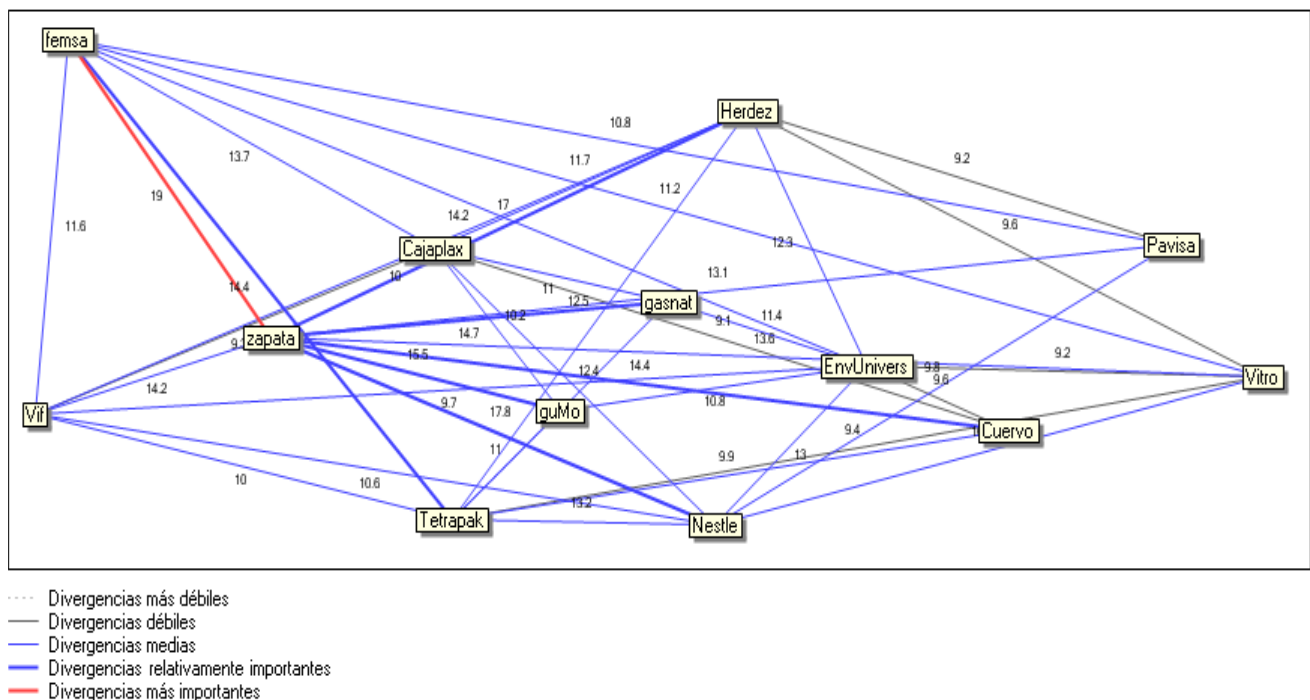 femsa
Herdez
10.8
11.7
9.2
13.7
19
11.2
17
14.2
9.6
11.6
12.3
Cajaplax
Pavisa
10
13.1
14.4
11
12.5
gasnat
10.2
11.4
9.1
zapata
14.7
13.6
15.5
14.4
9.2
12.4
EnvUnivers
9.8
9.6
Vitro
14.2
9.7
17.8
guMo
10.8
Vif
9.4
Cuervo
11
9.9
13
10
10.6
13.2
Tetrapak
Nestle
Divergencias más débiles
Divergencias débiles
Divergencias medias
Divergencias relativamente importantes
Divergencias más importantes